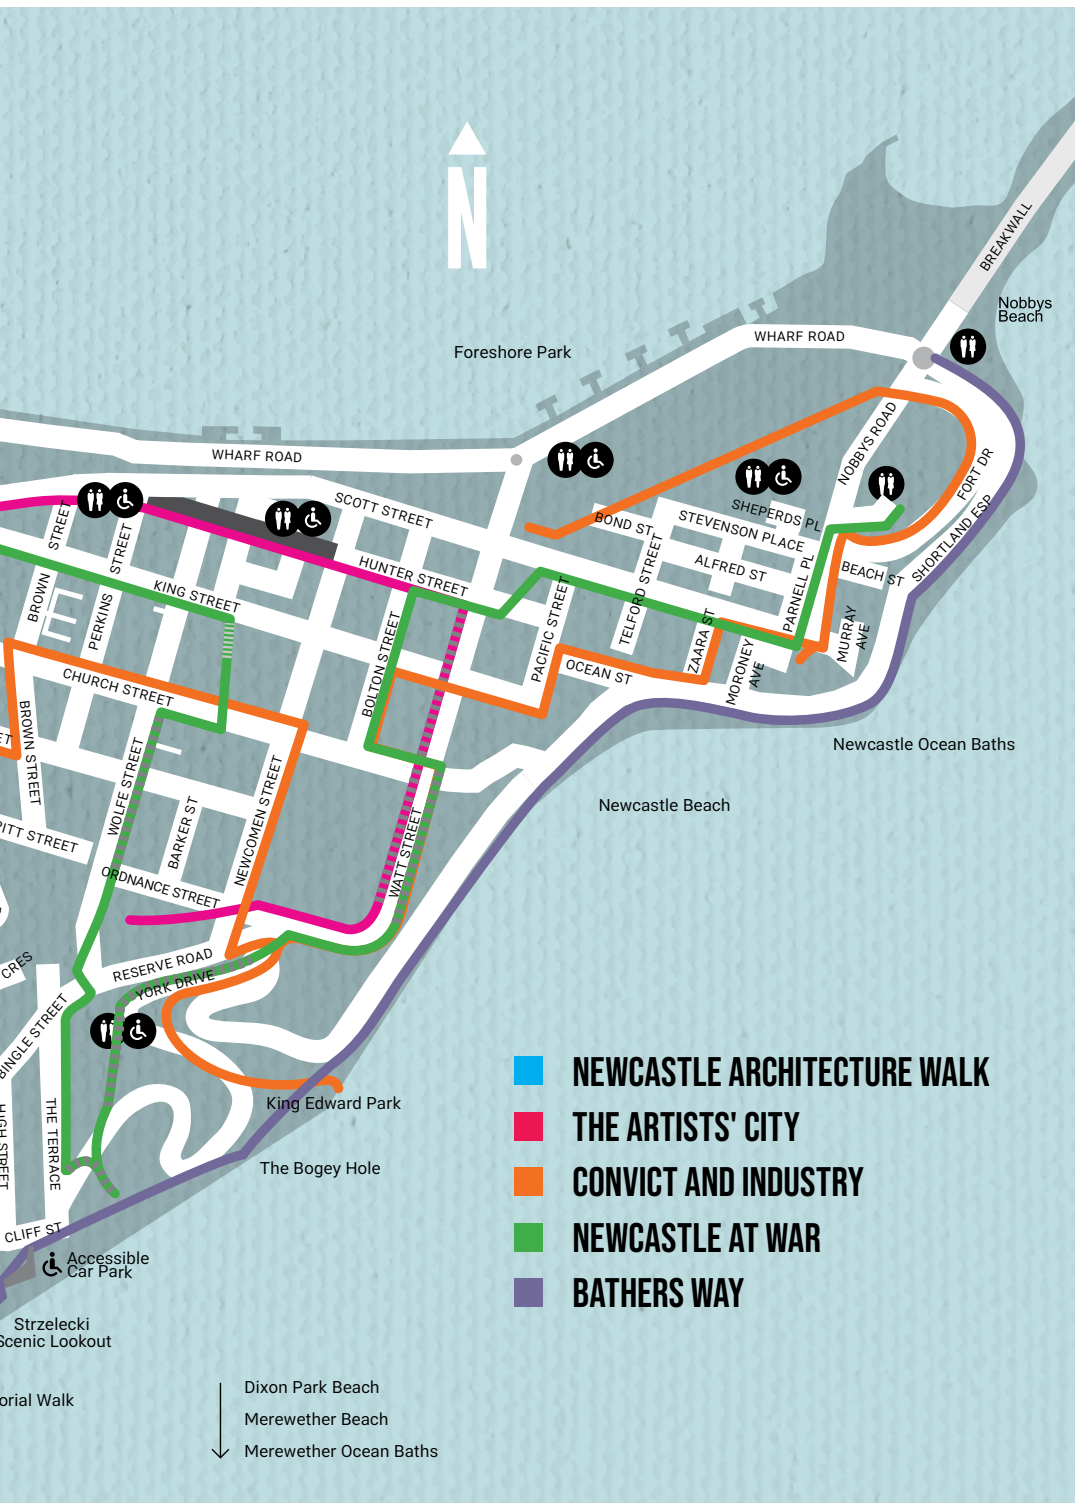 N
BREAKWALL
Nobbys
Beach
WHARF ROAD
Foreshore Park
NOBBYS ROAD
WHARF ROAD
FORT DR
SHORTLAND ESP
SCOTT STREET
SHEPERDS PL
BOND ST
STEVENSON PLACE
STREET
STREET
HUNTER STREET
ALFRED ST
BEACH ST
KING STREET
BROWN
PERKINS
BOLTON STREET
PACIFIC STREET
TELFORD STREET
ZAARA ST
PARNELL PL
MURRAY
AVE
MORONEY
AVE
OCEAN ST
CHURCH STREET
BROWN STREET
ET
Newcastle Ocean Baths
WOLFE STREET
NEWCOMEN STREET
BARKER ST
Newcastle Beach
PITT STREET
WATT STREET
ORDNANCE STREET
CRES
RESERVE ROAD
YORK DRIVE
BINGLE STREET
HIGH STREET
THE TERRACE
King Edward Park
The Bogey Hole
CLIFF ST
Accessible
Car Park
Strzelecki
Scenic Lookout
orial Walk
NEWCASTLE ARCHITECTURE WALK
THE ARTISTS' CITY
CONVICT AND INDUSTRY
NEWCASTLE AT WAR
BATHERS WAY
Dixon Park Beach
Merewether Beach
Merewether Ocean Baths